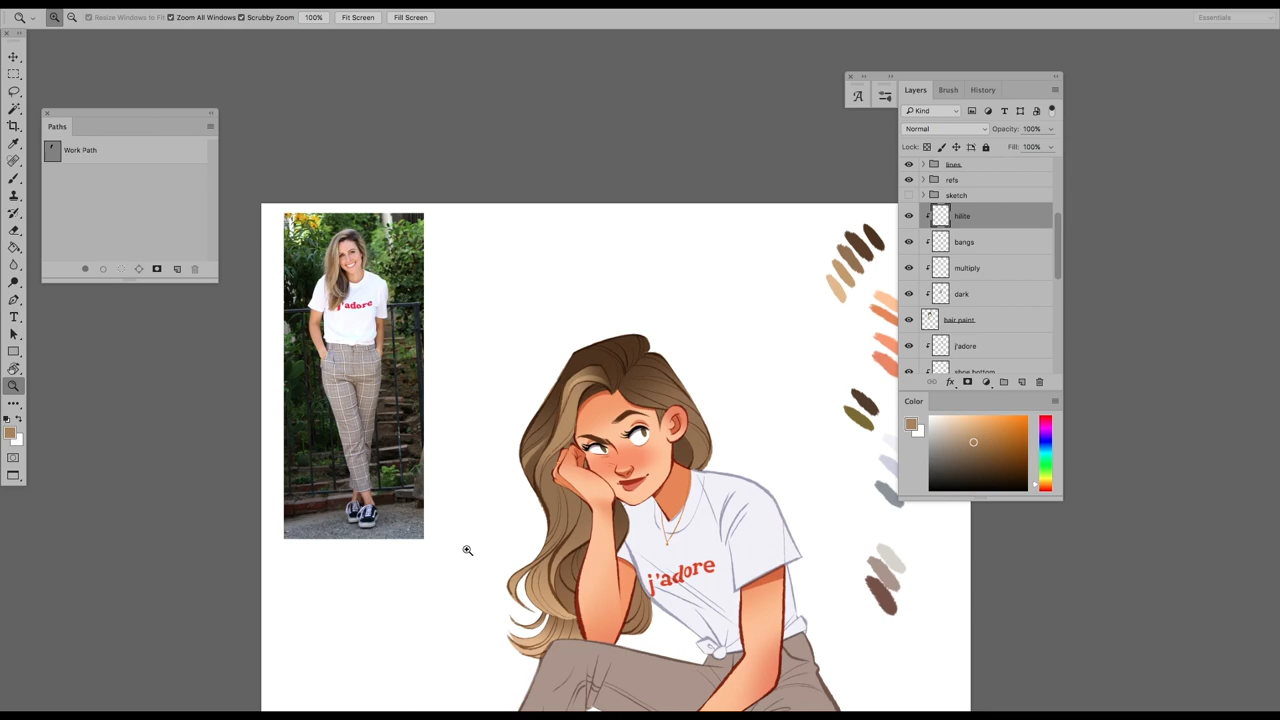 Resize Windows to Fit Zoom All Windows Scrubby Zoom 100% Fit Screen Fill Screen Essentials
Paths
Work Path
Layers Brush History
Kind
Normal Opacity: 100%
Lock: Fill: 100%
lines
refs
sketch
hilite
bangs
multiply
dark
hair paint
j'adore
shoe bottom
Color
j'adore
j'adore